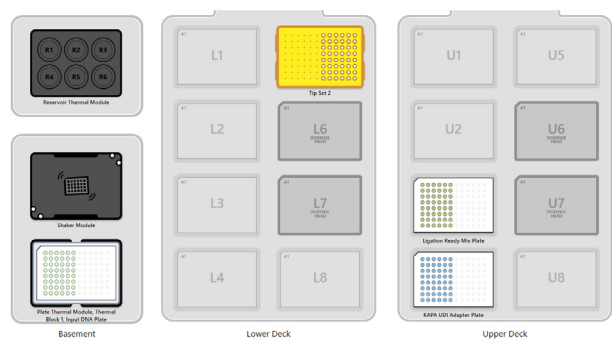 R1 R2 R3
R4 R5 R6
Reservoir Thermal Module
Shaker Module
Plate Thermal Module, Thermal
Block 1, Input DNA Plate
Basement
A1
L1
Tip Set 2
A1
L2
A1
L6
DISPENSE
HEAD
A1
L3
A1
L7
DISPENSE
HEAD
A1
L4
A1
L8
Lower Deck
A1
U1
A1
U5
A1
U2
A1
U6
DISPENSE
HEAD
A1
Ligation Ready Mix Plate
A1
U7
DISPENSE
HEAD
A1
KAPA UDI Adapter Plate
A1
U8
Upper Deck